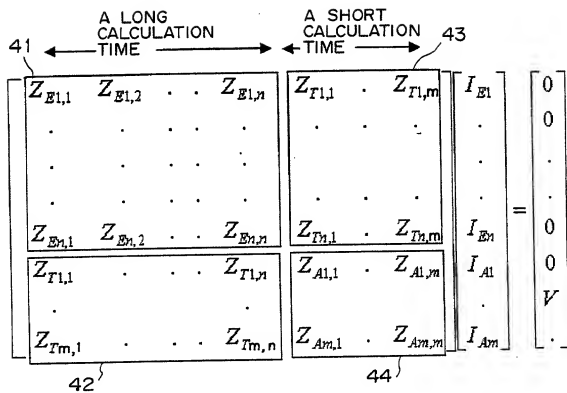 A LONG CALCULATION TIME
A SHORT CALCULATION TIME
41
43
Z_{E1,1} Z_{E1,2} . . Z_{E1,n} Z_{T1,1} . Z_{T1,m} I_{E1} 0
. . . . . . . . . 0
. . . . . . .
. . . . . . . . . .
Z_{En,1} Z_{En,2} . . Z_{En,n} Z_{Tn,1} . Z_{Tn,m} I_{En} = 0
Z_{T1,1} . . . Z_{T1,n} Z_{A1,1} . Z_{A1,m} I_{A1} 0
. . . V
Z_{Tm,1} . . . Z_{Tm,n} Z_{Am,1} . Z_{Am,m} I_{Am} .
42
44